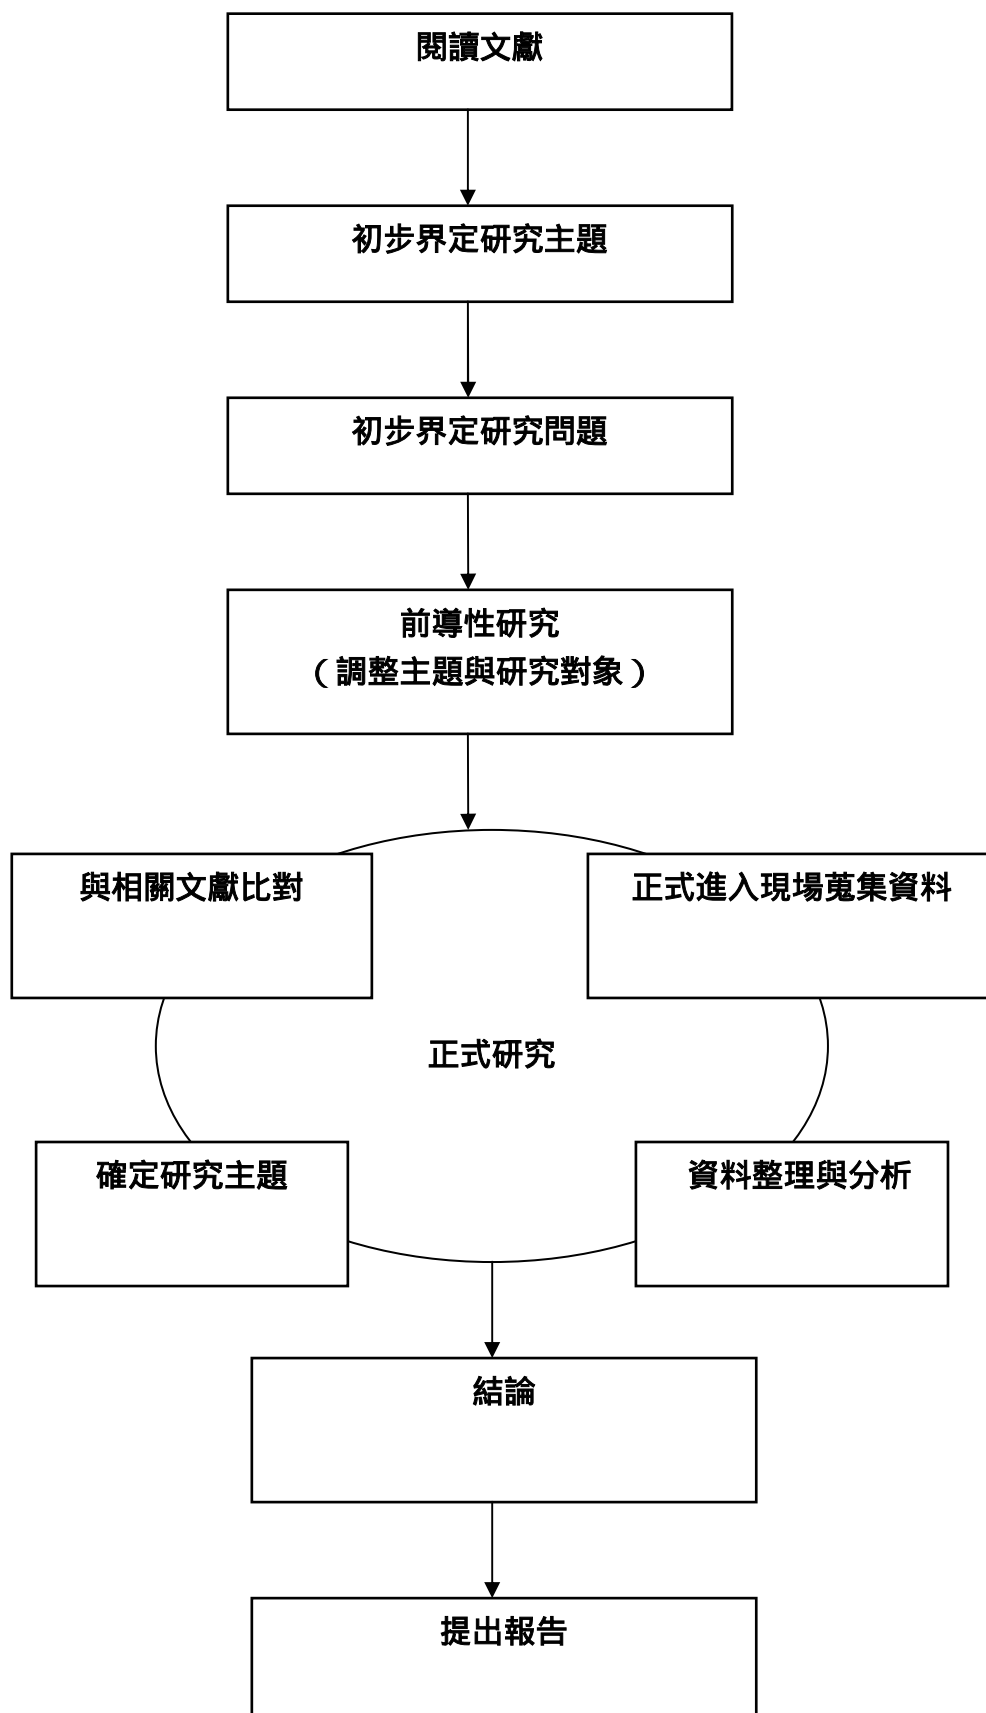 閱讀文獻
初步界定研究主題
初步界定研究問題
前導性研究
（調整主題與研究對象）
與相關文獻比對
正式進入現場蒐集資料
正式研究
確定研究主題
資料整理與分析
結論
提出報告